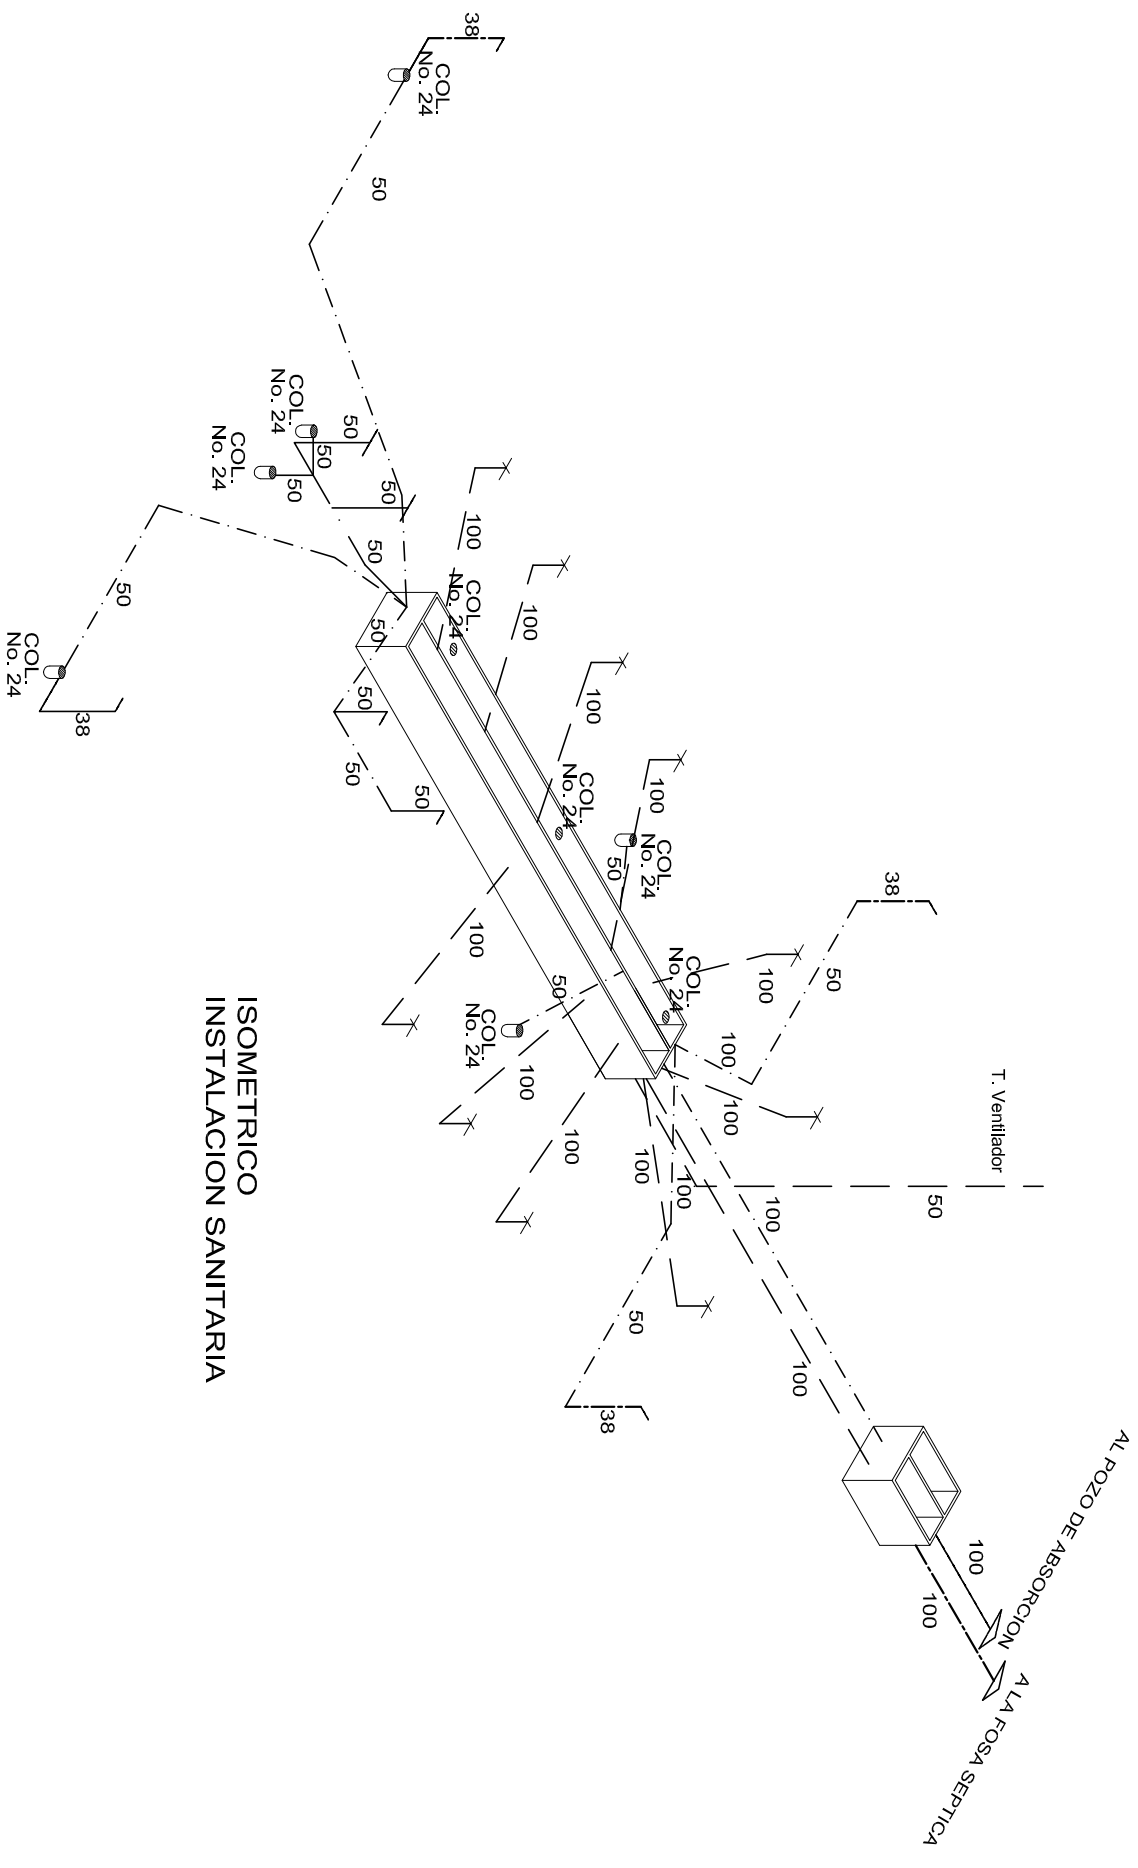 AL POZO DE ABSORCION
T. Ventilador
A LA FOSA SEPTICA
100
50
100
38
50
100
100
100
100
100
COL.
No. 24
100
COL.
No. 24
100
100
50
50
38
100
COL.
No. 24
100
50
100
100
COL.
No. 24
100
38
100
COL.
No. 24
COL.
No. 24
50
50
50
50
50
50
50
50
50
50
COL.
No. 24
COL.
No. 24
ISOMETRICO
INSTALACION SANITARIA
50
38
COL.
No. 24